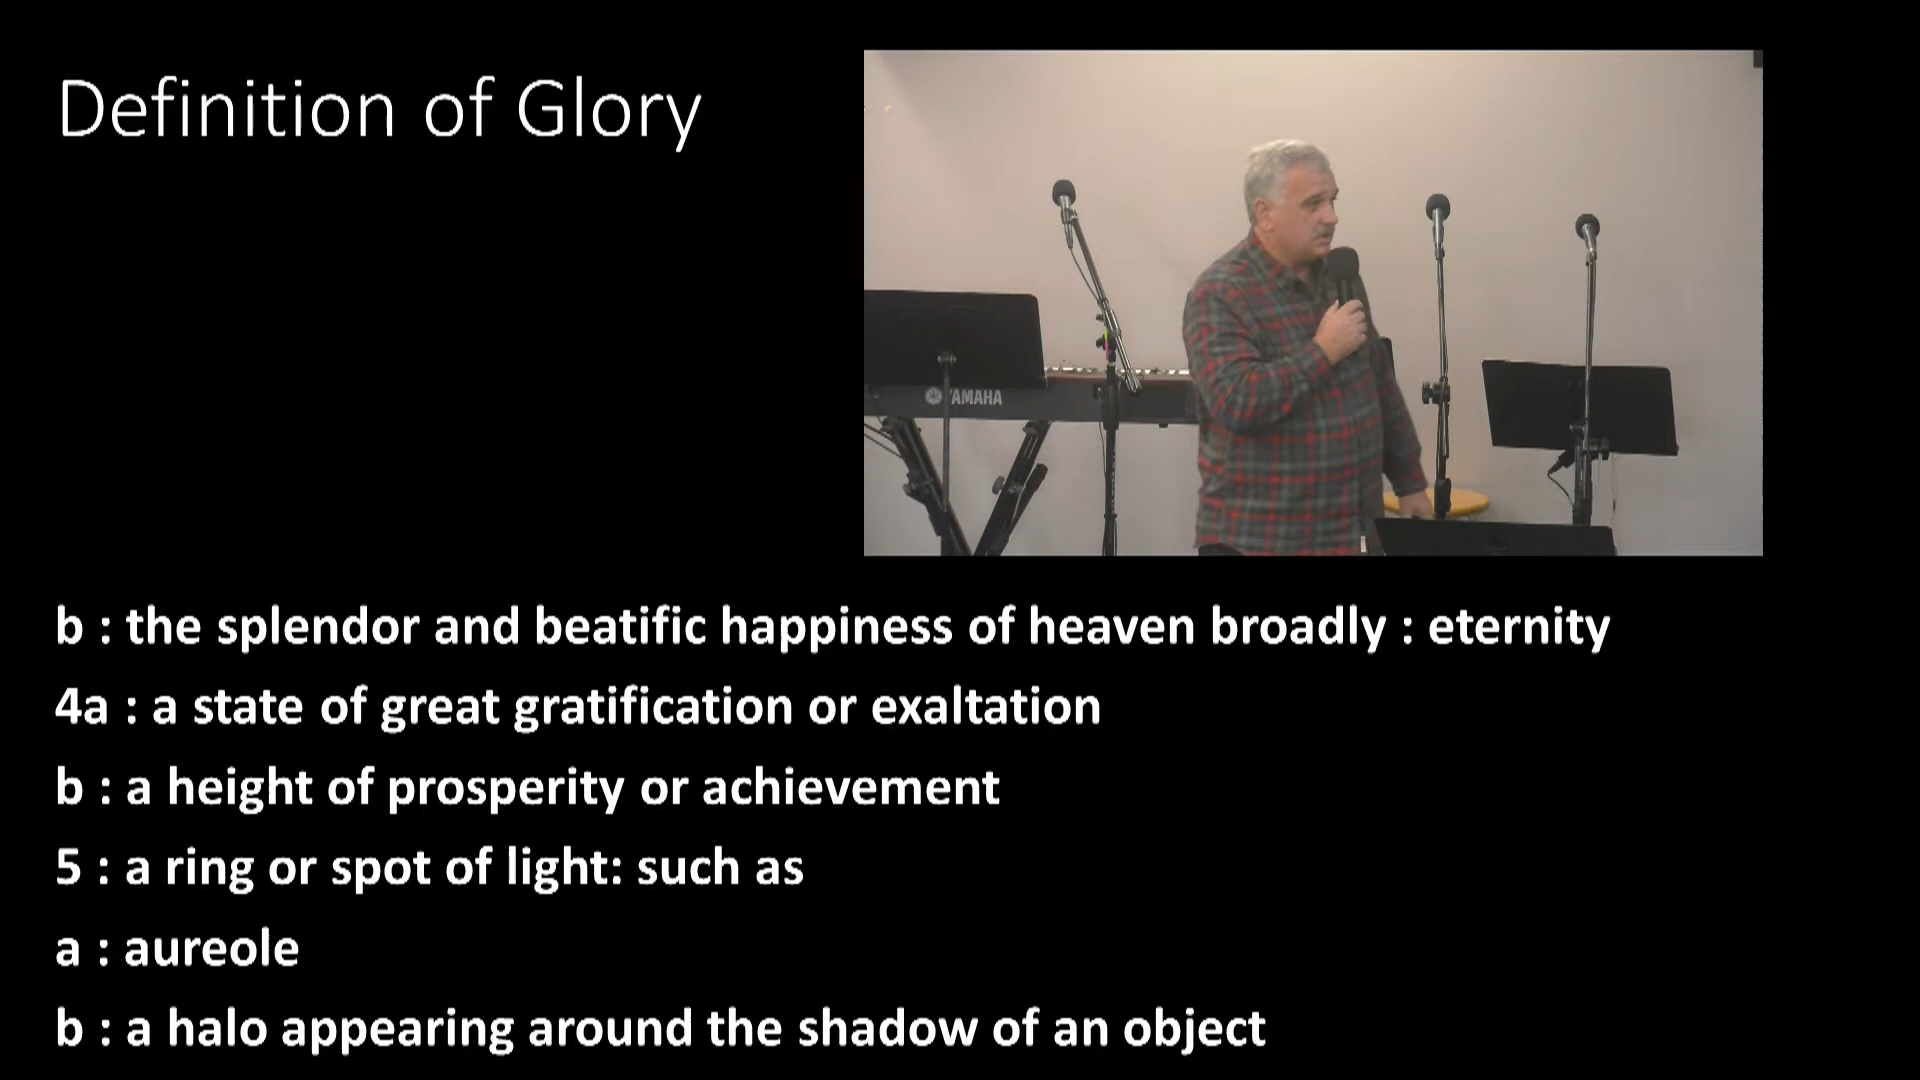 Definition of Glory
YAMAHA
b : the splendor and beatific happiness of heaven broadly : eternity
4a : a state of great gratification or exaltation
b : a height of prosperity or achievement
5 : a ring or spot of light: such as
a : aureole
b : a halo appearing around the shadow of an object